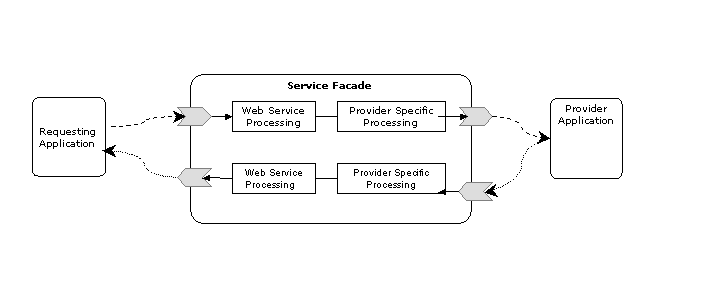 Service Facade
Requesting
Application
Web Service
Processing
Provider Specific
Processing
Provider
Application
Web Service
Processing
Provider Specific
Processing